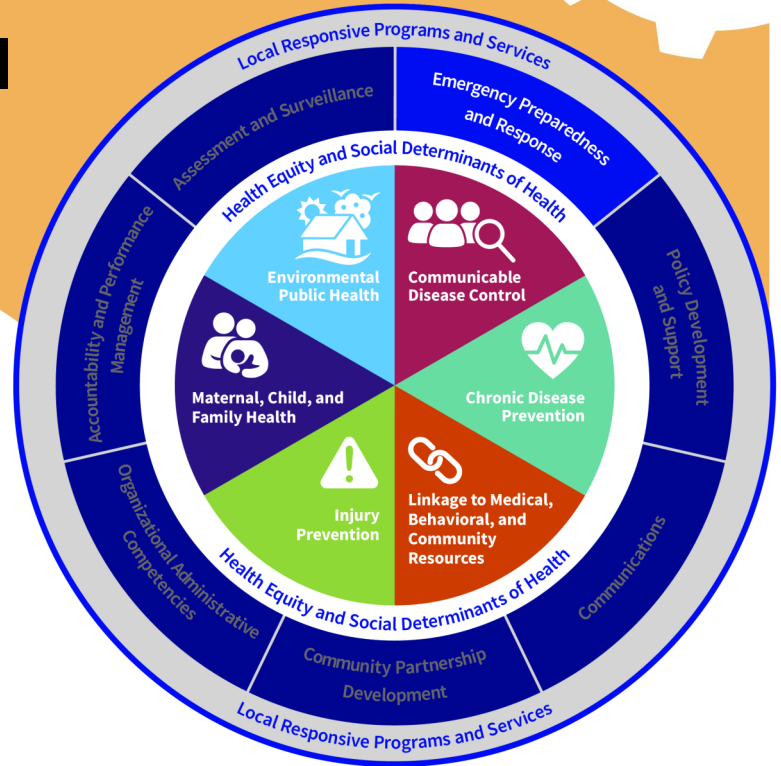 Local Responsive Programs and Services
Assessment and Surveillance
Emergency Preparedness
and Response
Health Equity and Social Determinants of Health
Environmental
Public Health
Communicable
Disease Control
Accountability and Performance
Management
Policy Development
and Support
Maternal, Child, and
Family Health
Chronic Disease
Prevention
Injury
Prevention
Linkage to Medical,
Behavioral, and
Community
Resources
Organizational Administrative
Competencies
Communications
Health Equity and Social Determinants of Health
Community Partnership
Development
Local Responsive Programs and Services